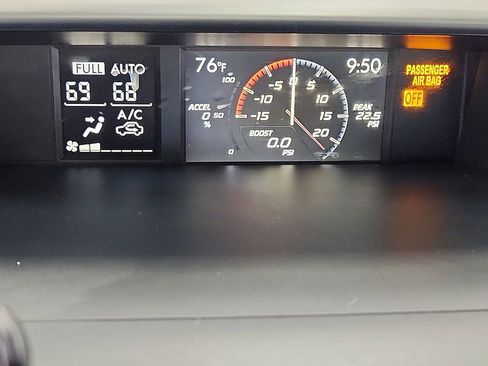 FULL AUTO
69 68
A/C
76°F
9:50
100
ACCEL
0
%
50
0
-5 0 5
-10 10
-15 15
20
BOOST
0.0
PSI
PEAK
22.5
PSI
PASSENGER
AIR BAG
OFF